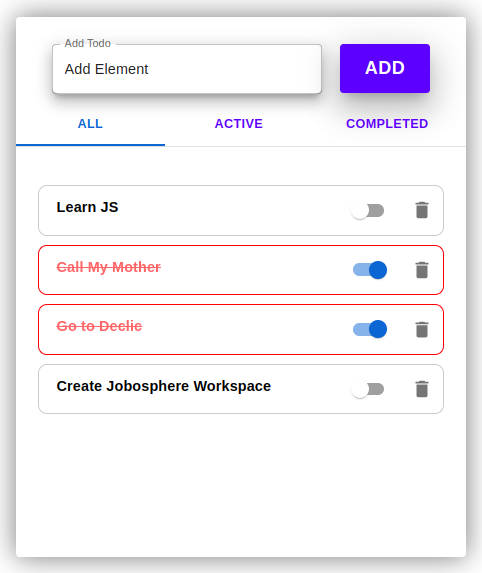 Add Todo
Add Element
ADD
ALL
ACTIVE
COMPLETED
Learn JS
Call My Mother
Go to Declic
Create Jobosphere Workspace